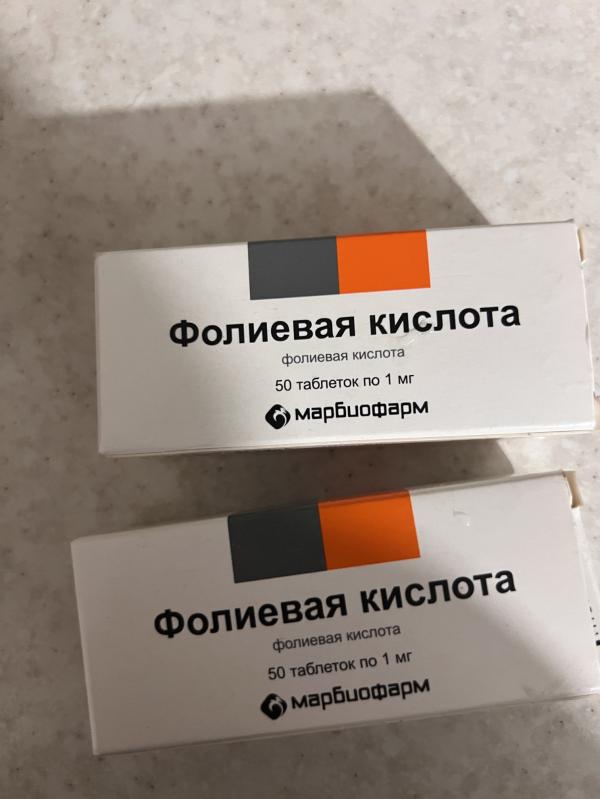 Фолиевая кислота
фолиевая кислота
50 таблеток по 1 мг
марбиофарм
Фолиевая кислота
фолиевая кислота
50 таблеток по 1 мг
марбиофарм